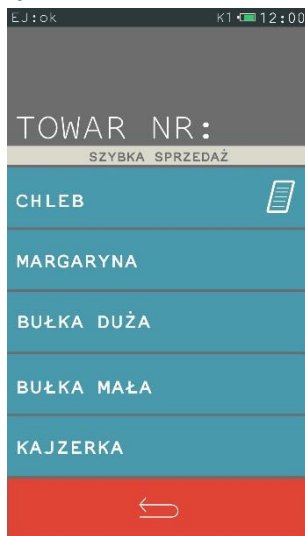 EJ:ok K1 12:00
TOWAR NR:
SZYBKA SPRZEDAŻ
CHLEB
MARGARYNA
BUŁKA DUŻA
BUŁKA MAŁA
KAJZERKA